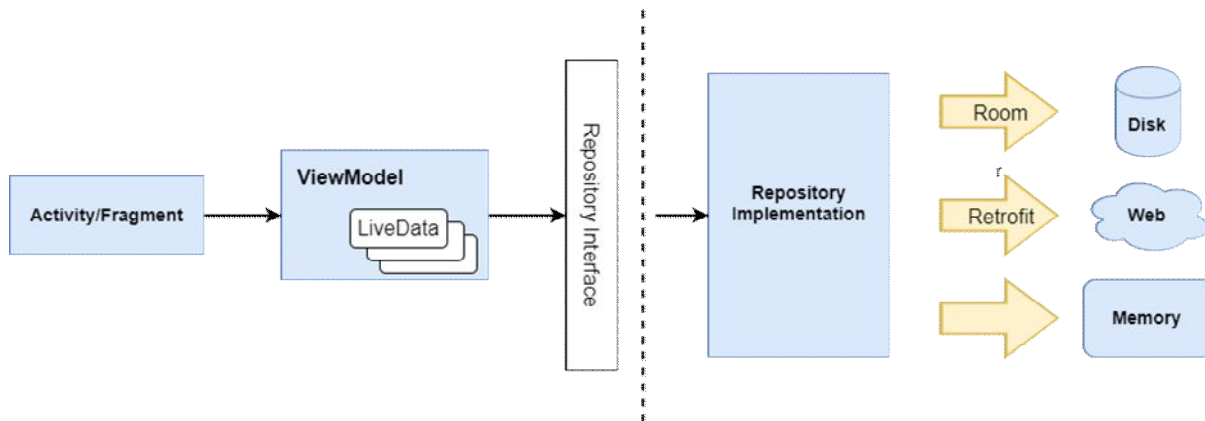 Activity/Fragment
ViewModel
LiveData
Repository Interface
Repository
Implementation
Room
Disk
r
Retrofit
Web
Memory